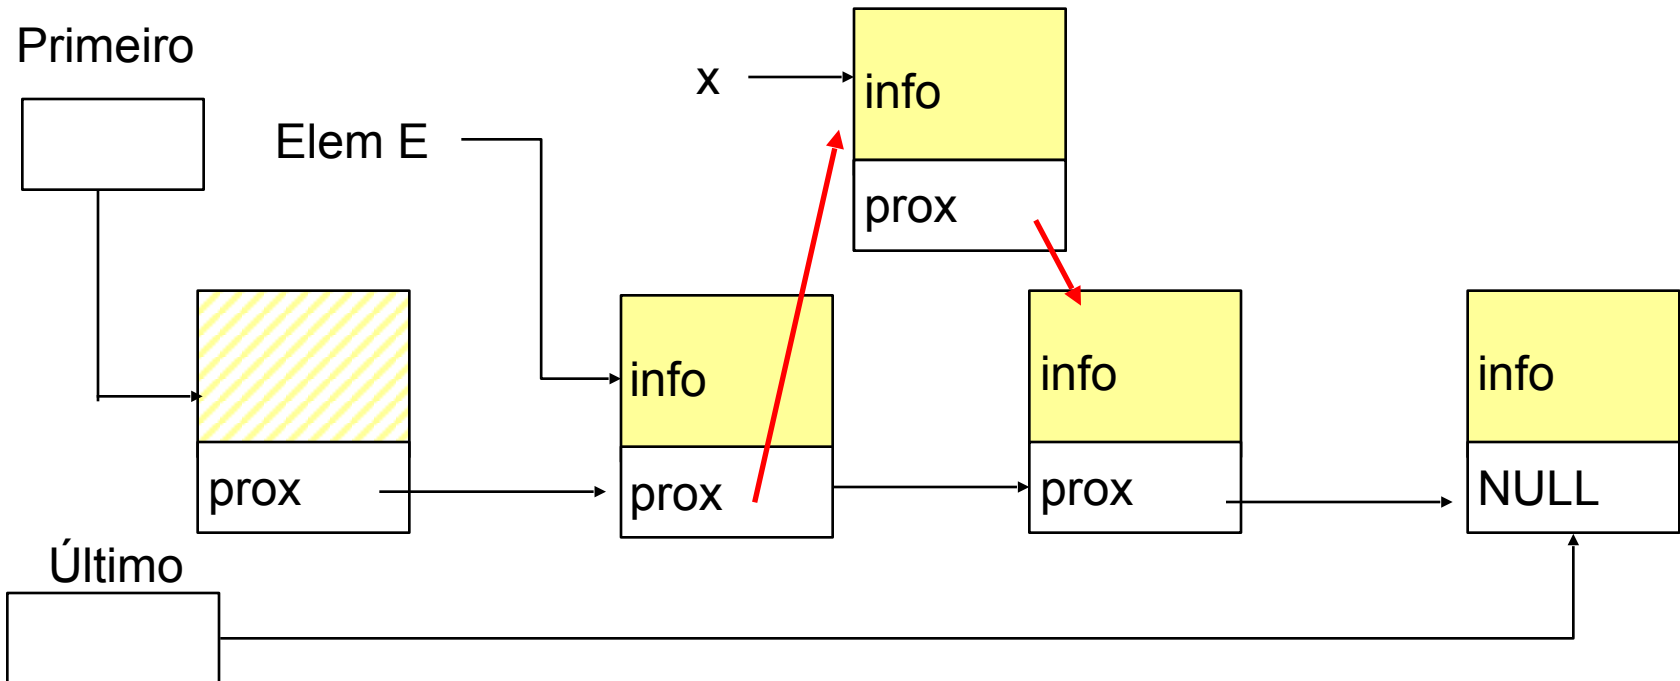 Primeiro
x
info
Elem E
prox
info
info
info
prox
prox
prox
NULL
Último